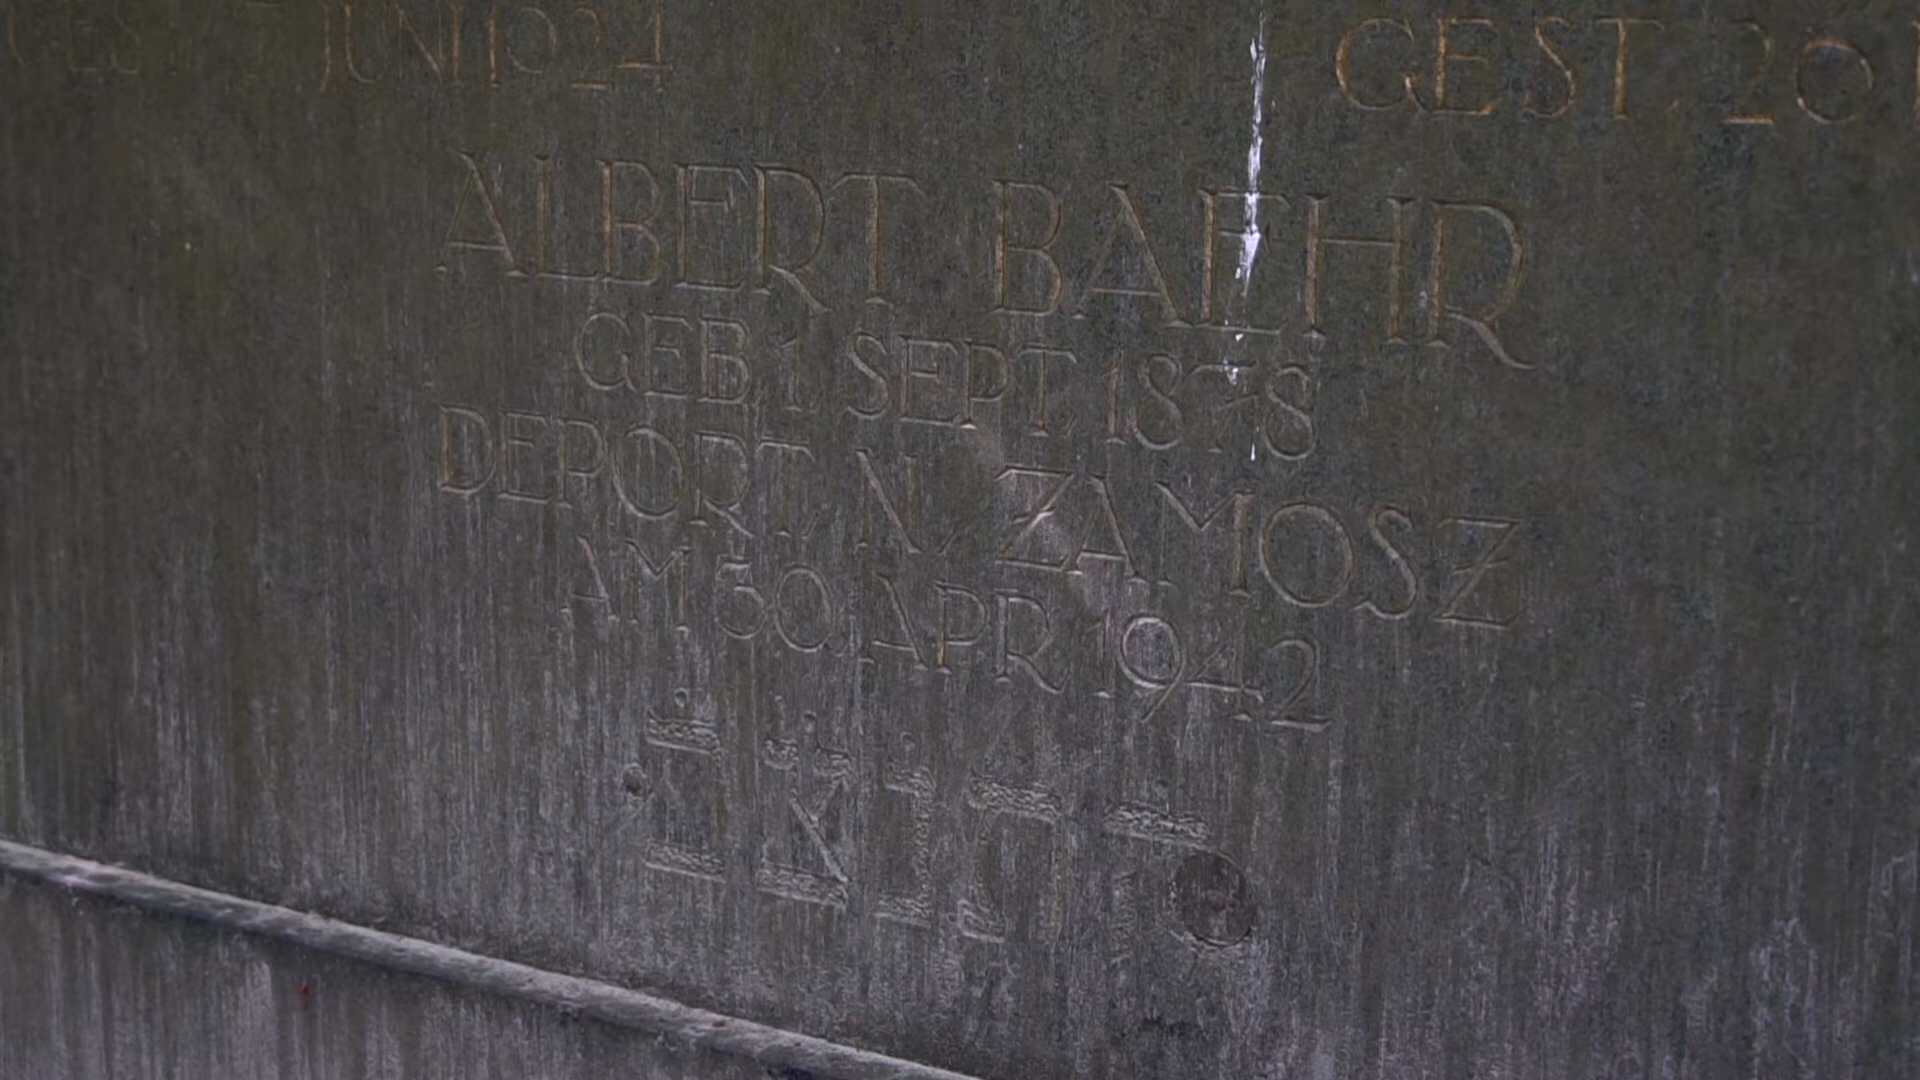 JUNI 1924
GEST. 20
ALBERT BAEHR
GEB. 1. SEPT. 1878
DEPORT. N. ZAMOSZ
AM 30. APR. 1942
ת̇נ̇צ̇ב̇ה̇